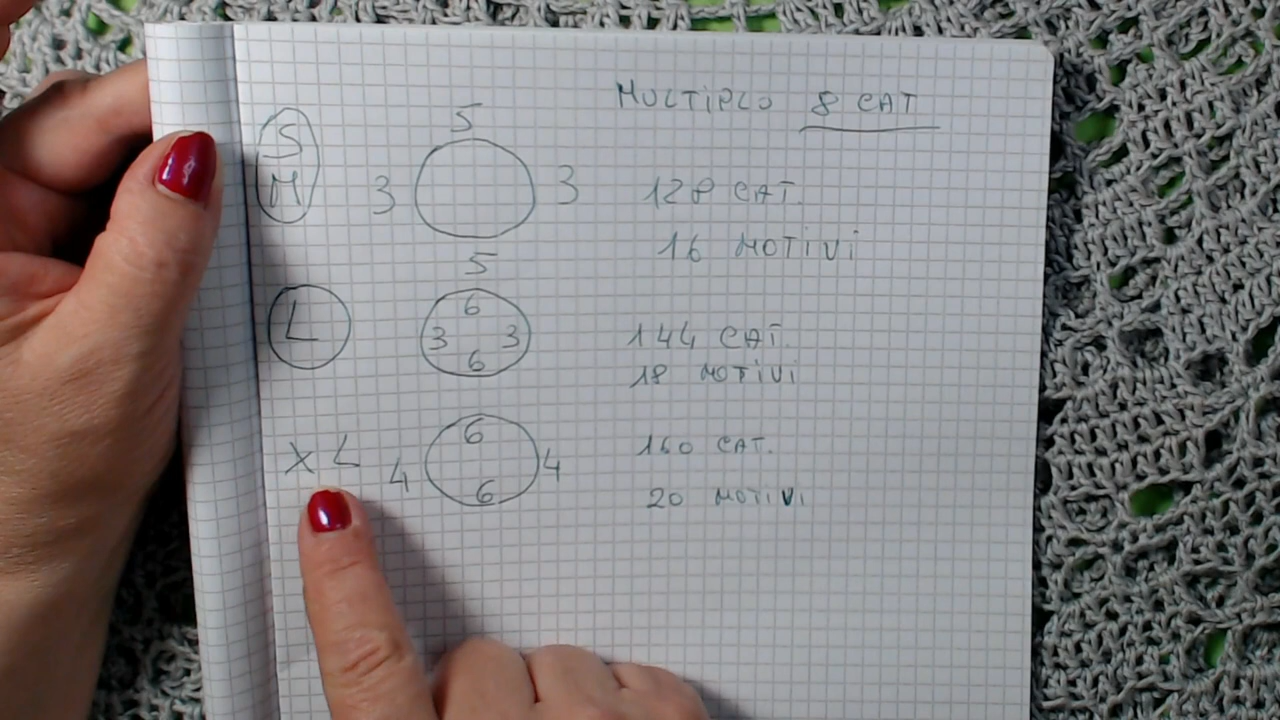 MULTIPLO 8 CAT
S
M
5
3 3
5
128 CAT.
16 MOTIVI
L
6
3 3
6
144 CAT.
18 MOTIVI
XL
6
4 4
6
160 CAT.
20 MOTIVI